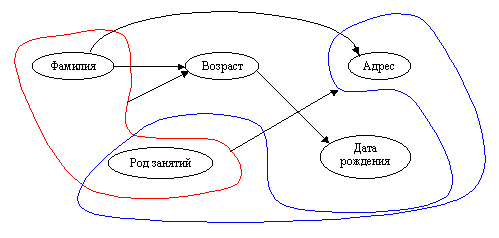 Фамилия
Возраст
Адрес
Род занятий
Дата
рождения